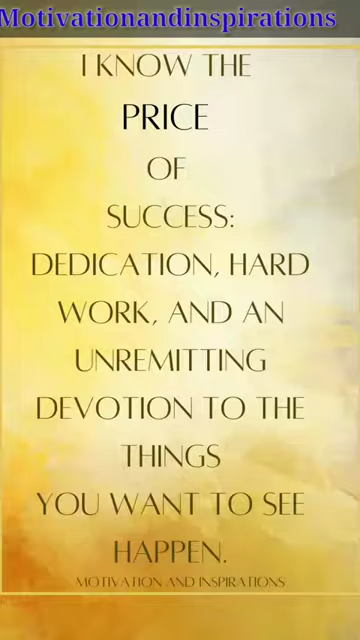 Motivationandinspirations
I KNOW THE
PRICE
OF
SUCCESS:
DEDICATION, HARD
WORK, AND AN
UNREMITTING
DEVOTION TO THE
THINGS
YOU WANT TO SEE
HAPPEN.
MOTIVATION AND INSPIRATIONS